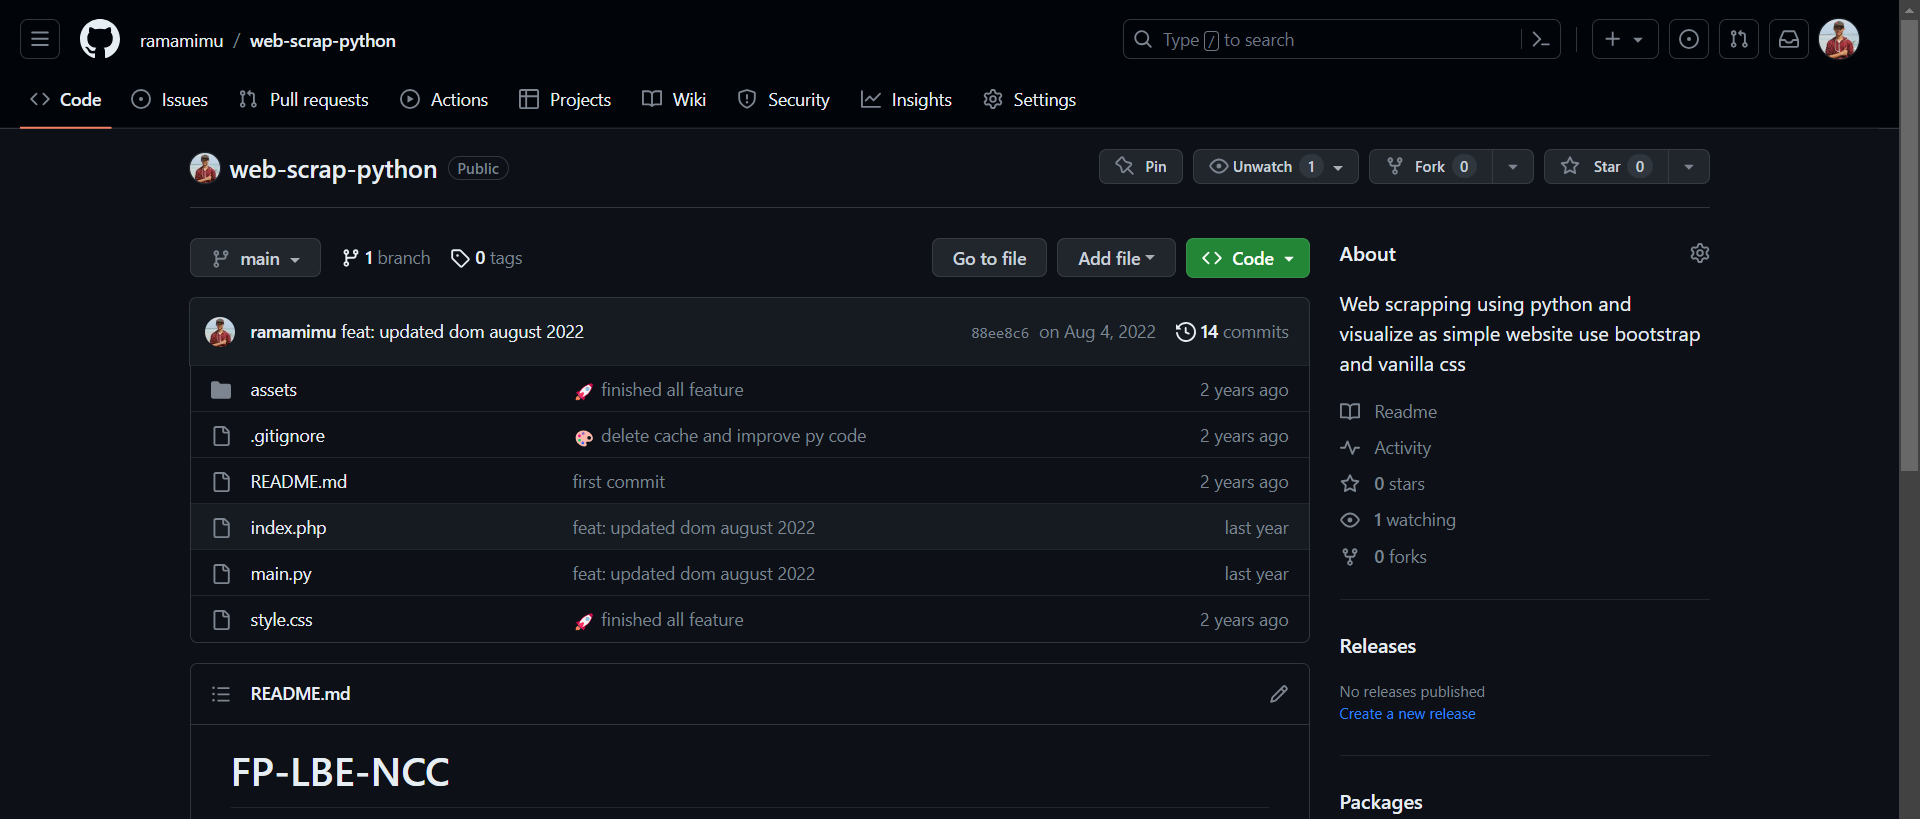 ramamimu / web-scrap-python
Type / to search
Code Issues Pull requests Actions Projects Wiki Security Insights Settings
web-scrap-python Public
Pin Unwatch 1 Fork 0 Star 0
main 1 branch 0 tags Go to file Add file Code
ramamimu feat: updated dom august 2022 88ee8c6 on Aug 4, 2022 14 commits
assets finished all feature 2 years ago
.gitignore delete cache and improve py code 2 years ago
README.md first commit 2 years ago
index.php feat: updated dom august 2022 last year
main.py feat: updated dom august 2022 last year
style.css finished all feature 2 years ago
README.md
FP-LBE-NCC
About
Web scrapping using python and
visualize as simple website use bootstrap
and vanilla css
Readme
Activity
0 stars
1 watching
0 forks
Releases
No releases published
Create a new release
Packages